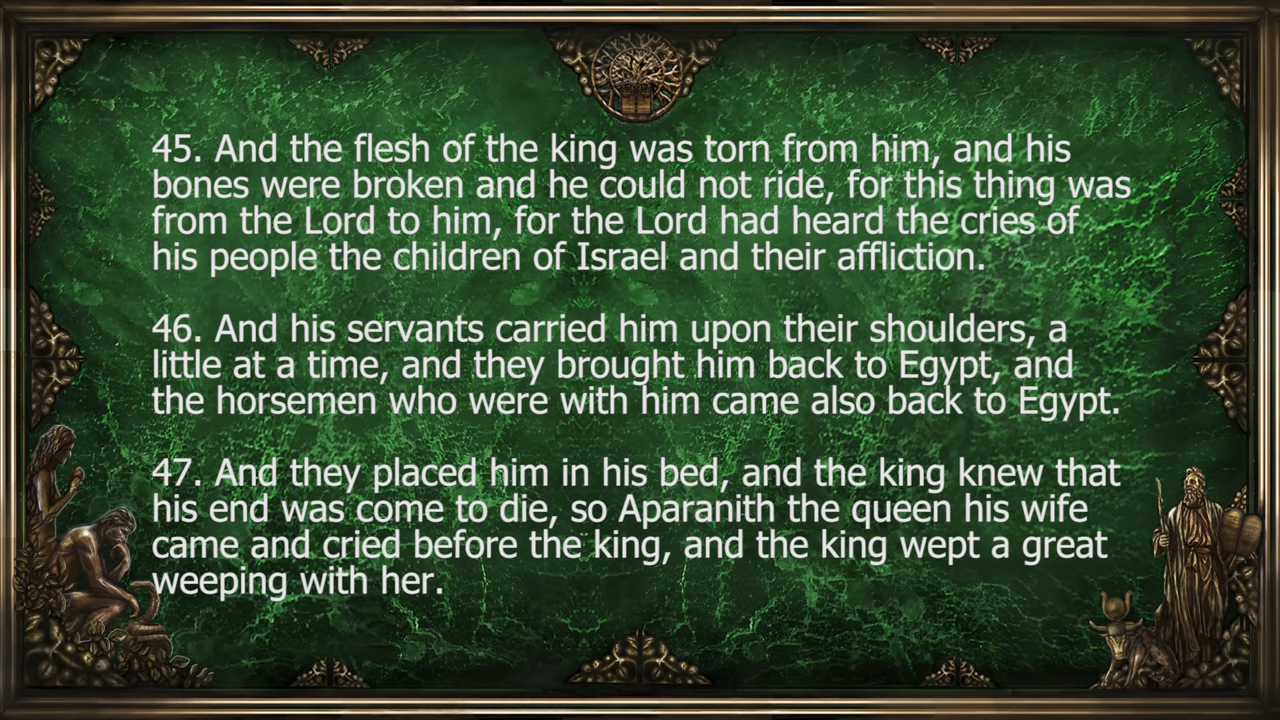 45. And the flesh of the king was torn from him, and his
bones were broken and he could not ride, for this thing was
from the Lord to him, for the Lord had heard the cries of
his people the children of Israel and their affliction.
46. And his servants carried him upon their shoulders, a
little at a time, and they brought him back to Egypt, and
the horsemen who were with him came also back to Egypt.
47. And they placed him in his bed, and the king knew that
his end was come to die, so Aparanith the queen his wife
came and cried before the king, and the king wept a great
weeping with her.